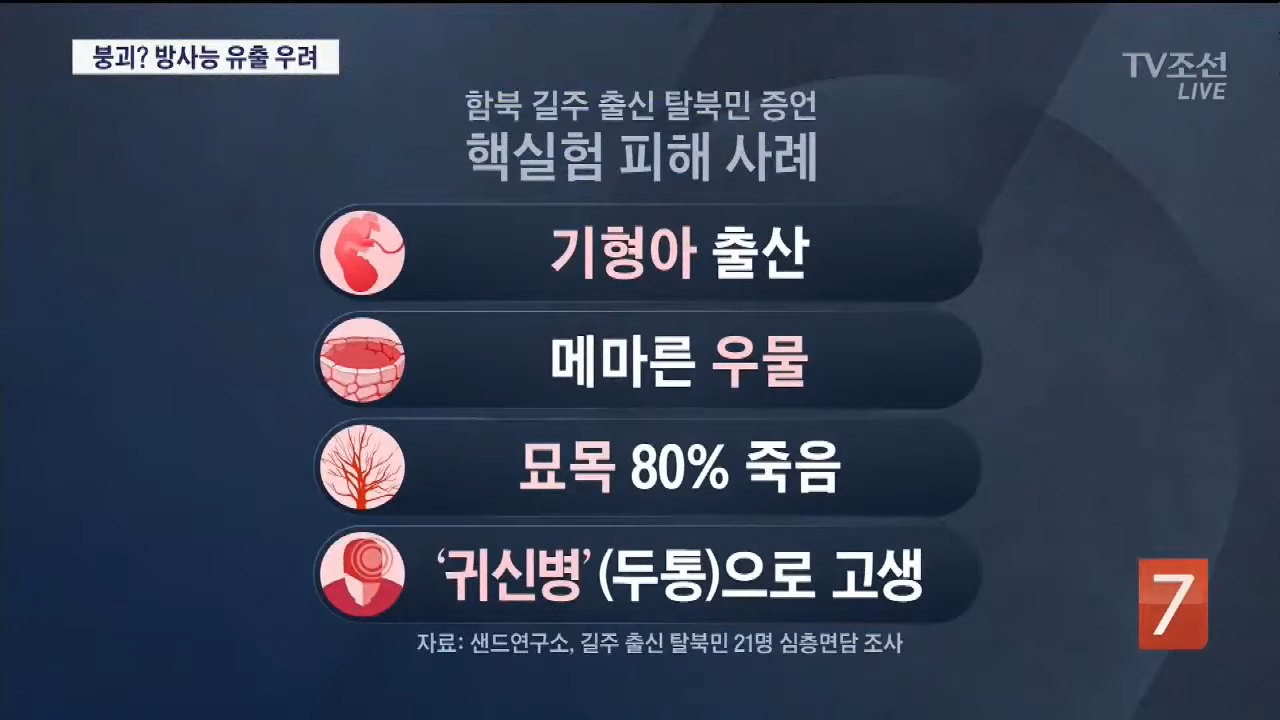 붕괴? 방사능 유출 우려
TV조선
LIVE
함북 길주 출신 탈북민 증언
핵실험 피해 사례
기형아 출산
메마른 우물
묘목 80% 죽음
‘귀신병’(두통)으로 고생
자료: 샌드연구소, 길주 출신 탈북민 21명 심층면담 조사
7